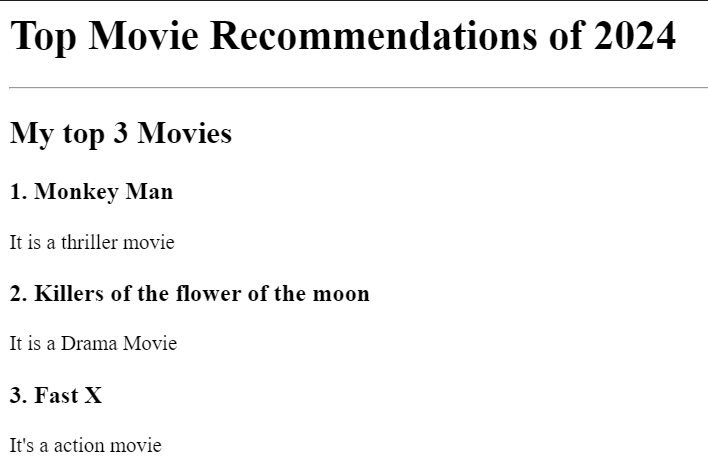 Top Movie Recommendations of 2024
My top 3 Movies
1. Monkey Man
It is a thriller movie
2. Killers of the flower of the moon
It is a Drama Movie
3. Fast X
It's a action movie